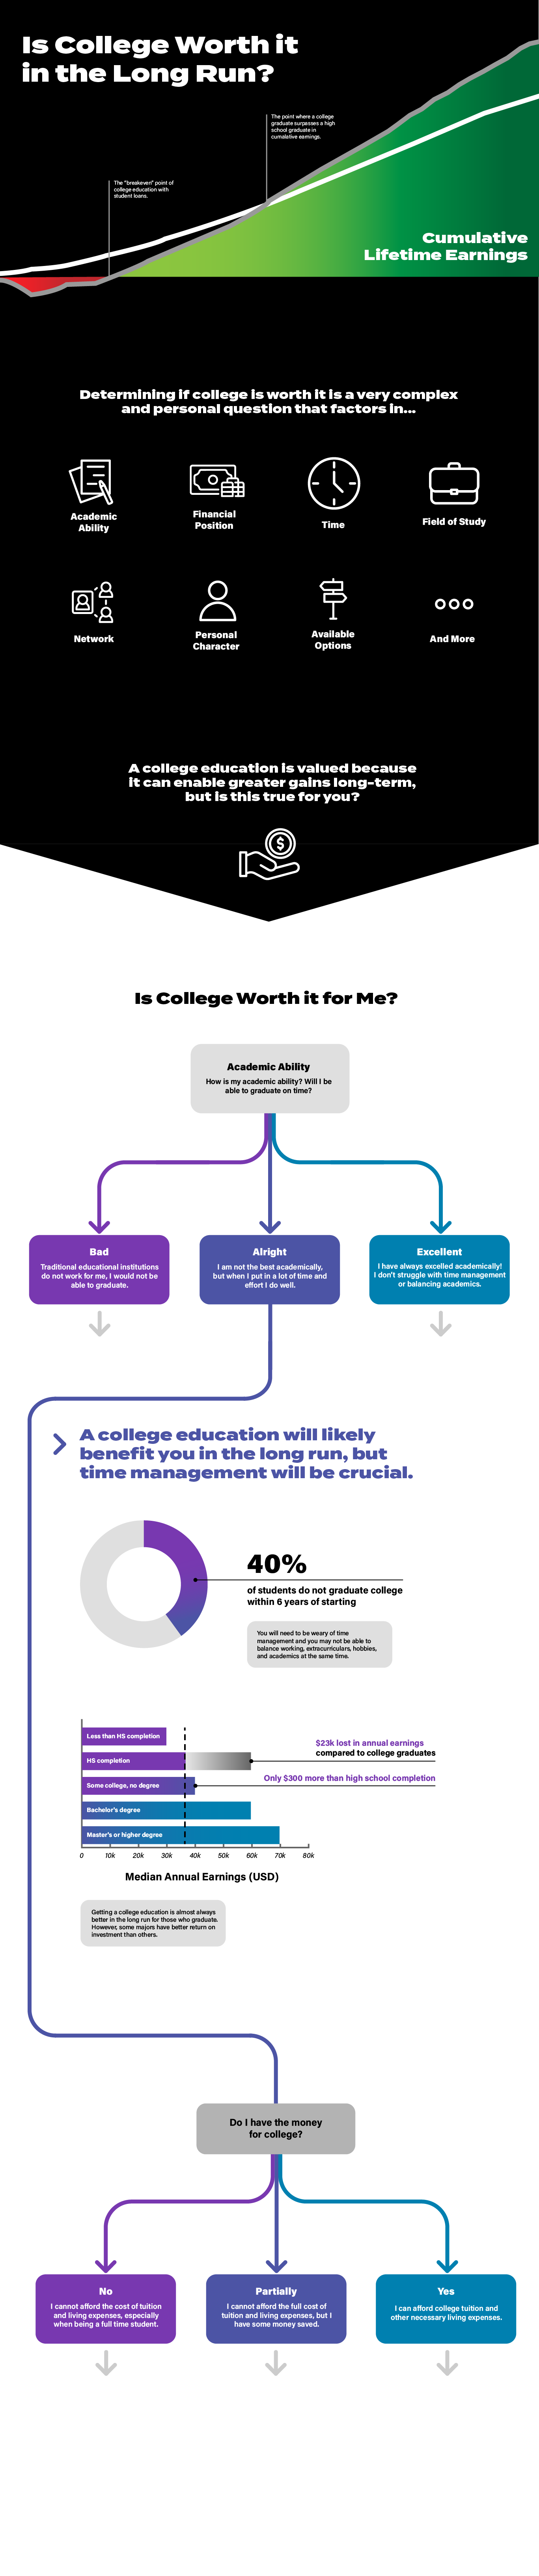 Is College Worth it
in the Long Run?
The point where a college
graduate surpasses a high
school graduate in
cumalative earnings.
The "breakeven" point of
college education with
student loans.
Cumulative
Lifetime Earnings
Determining if college is worth it is a very complex
and personal question that factors in...
Academic
Ability
Financial
Position
Time
Field of Study
Network
Personal
Character
Available
Options
And More
A college education is valued because
it can enable greater gains long-term,
but is this true for you?
$
Is College Worth it for Me?
Academic Ability
How is my academic ability? Will I be
able to graduate on time?
Bad
Traditional educational institutions
do not work for me, I would not be
able to graduate.
Alright
I am not the best academically,
but when I put in a lot of time and
effort I do well.
Excellent
I have always excelled academically!
I don't struggle with time management
or balancing academics.
A college education will likely
benefit you in the long run, but
time management will be crucial.
40%
of students do not graduate college
within 6 years of starting
You will need to be weary of time
management and you may not be able to
balance working, extracurriculars, hobbies,
and academics at the same time.
Less than HS completion
HS completion
Some college, no degree
Bachelor's degree
Master's or higher degree
$23k lost in annual earnings
compared to college graduates
Only $300 more than high school completion
0 10k 20k 30k 40k 50k 60k 70k 80k
Median Annual Earnings (USD)
Getting a college education is almost always
better in the long run for those who graduate.
However, some majors have better return on
investment than others.
Do I have the money
for college?
No
I cannot afford the cost of tuition
and living expenses, especially
when being a full time student.
Partially
I cannot afford the full cost of
tuition and living expenses, but I
have some money saved.
Yes
I can afford college tuition and
other necessary living expenses.